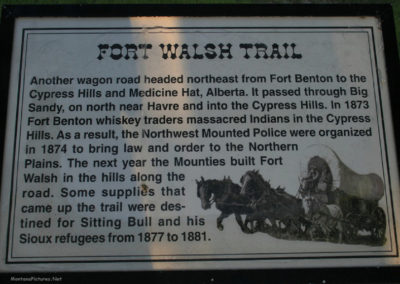 FORT WALSH TRAIL
Another wagon road headed northeast from Fort Benton to the
Cypress Hills and Medicine Hat, Alberta. It passed through Big
Sandy, on north near Havre and into the Cypress Hills. In 1873
Fort Benton whiskey traders massacred Indians in the Cypress
Hills. As a result, the Northwest Mounted Police were organized
in 1874 to bring law and order to the Northern
Plains. The next year the Mounties built Fort
Walsh in the hills along the
road. Some supplies that
came up the trail were des-
tined for Sitting Bull and his
Sioux refugees from 1877 to 1881.
MontanaPictures.Net